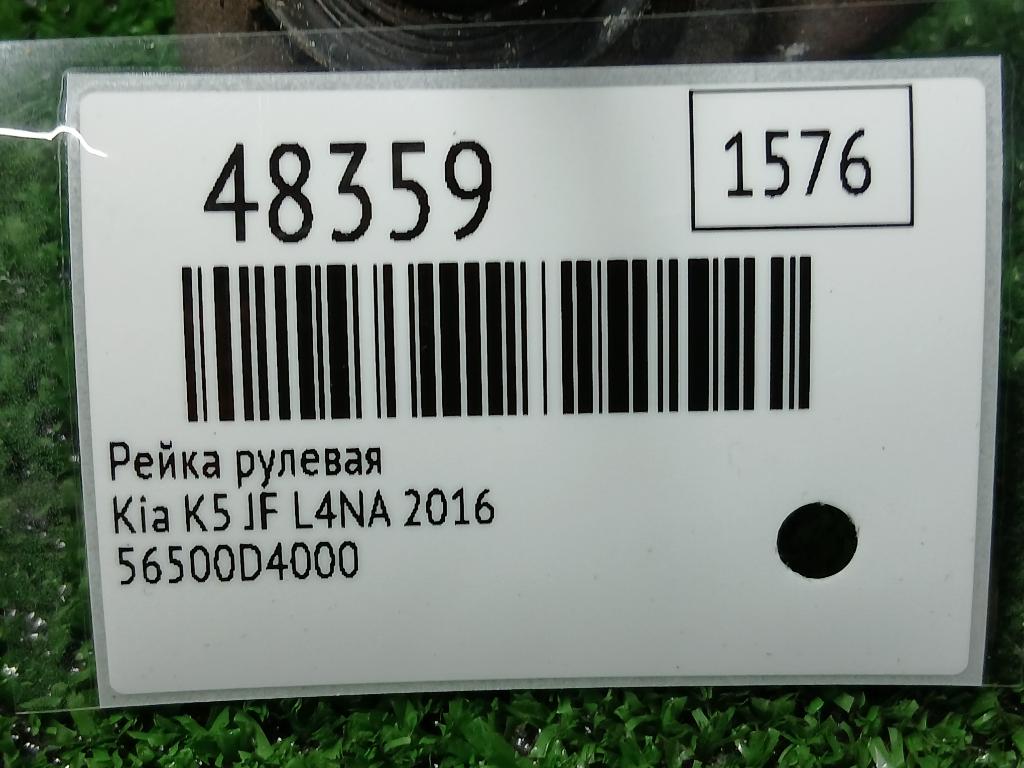 48359
1576
Рейка рулевая
Kia K5 JF L4NA 2016
56500D4000